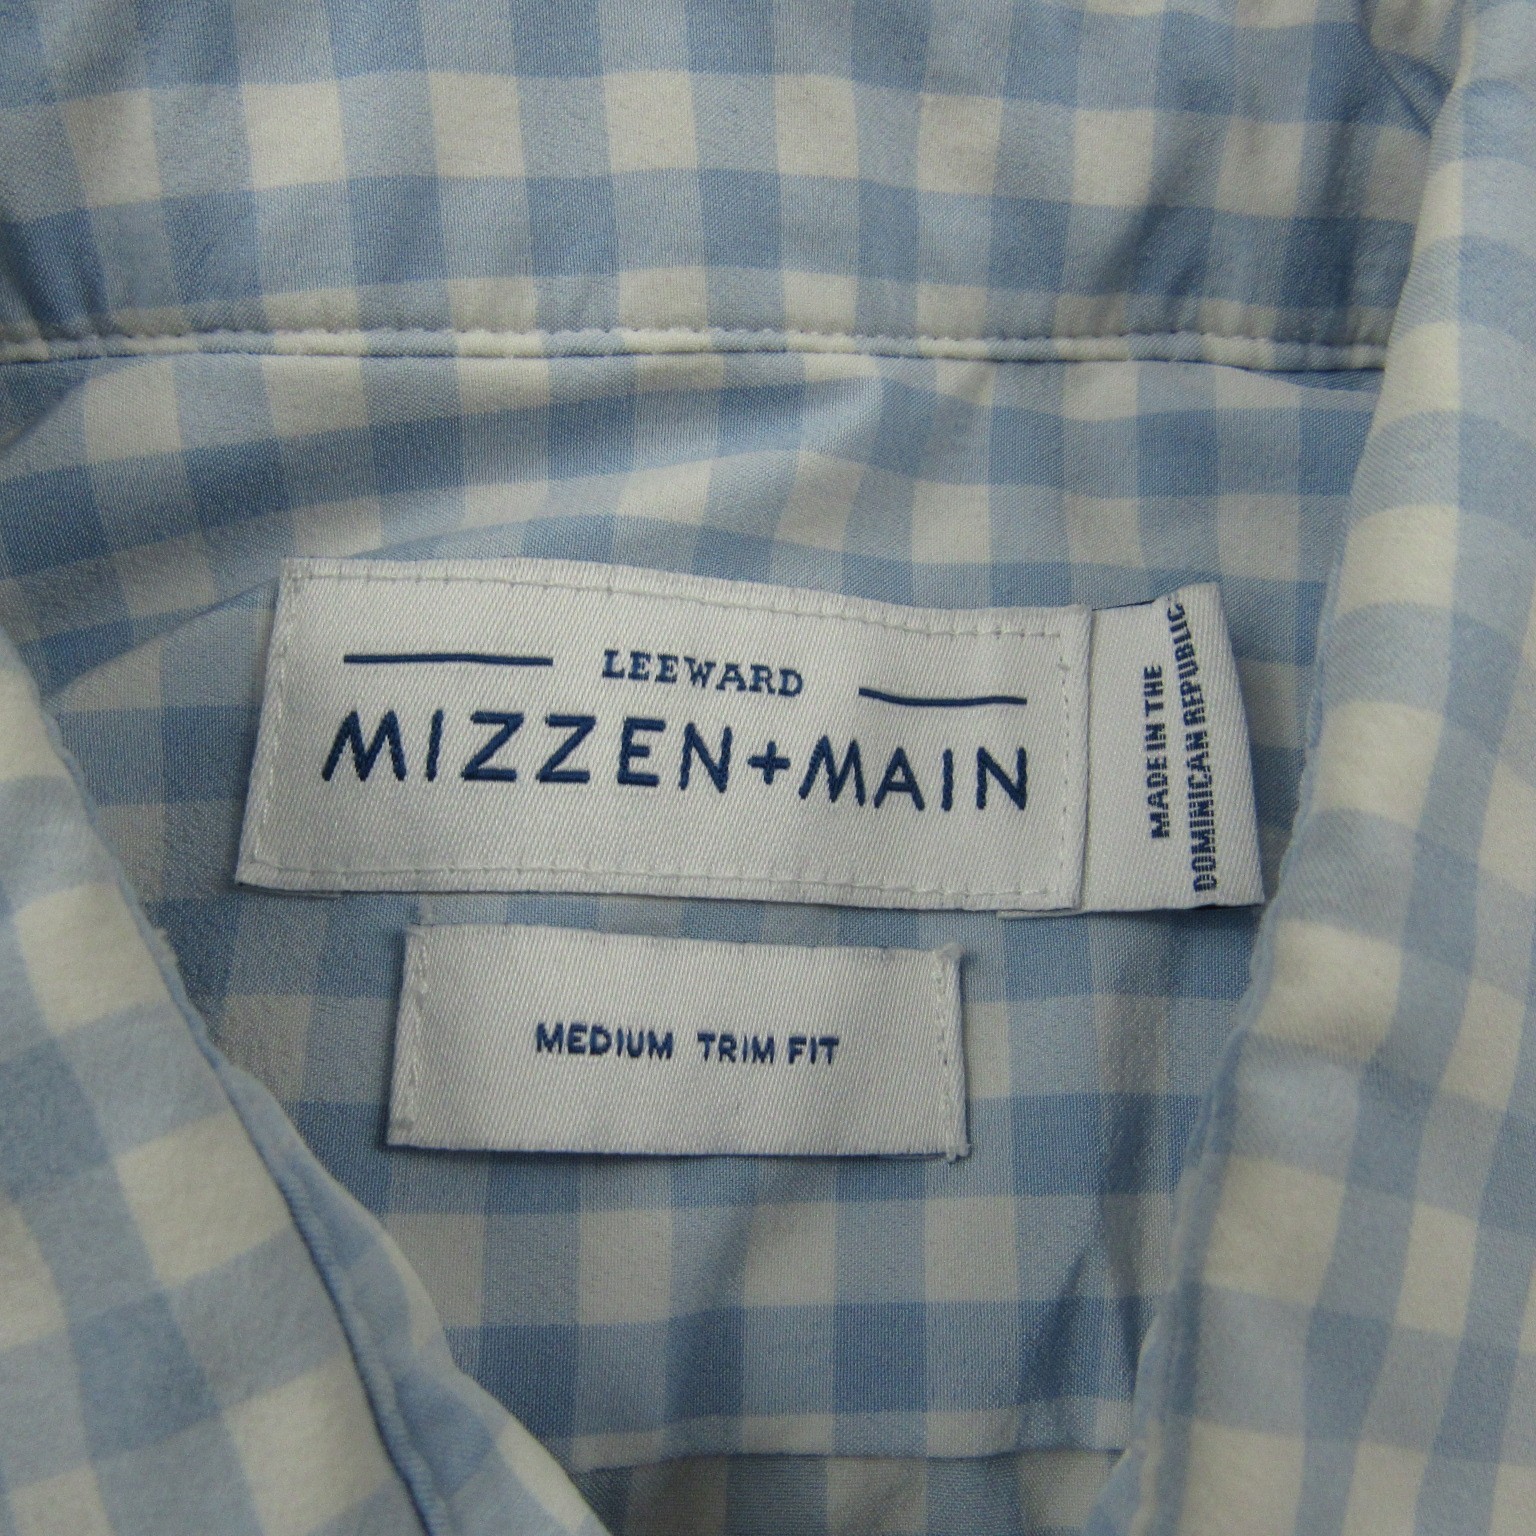 LEEWARD
MIZZEN+MAIN
MADE IN THE
DOMINICAN REPUBLIC
MEDIUM TRIM FIT